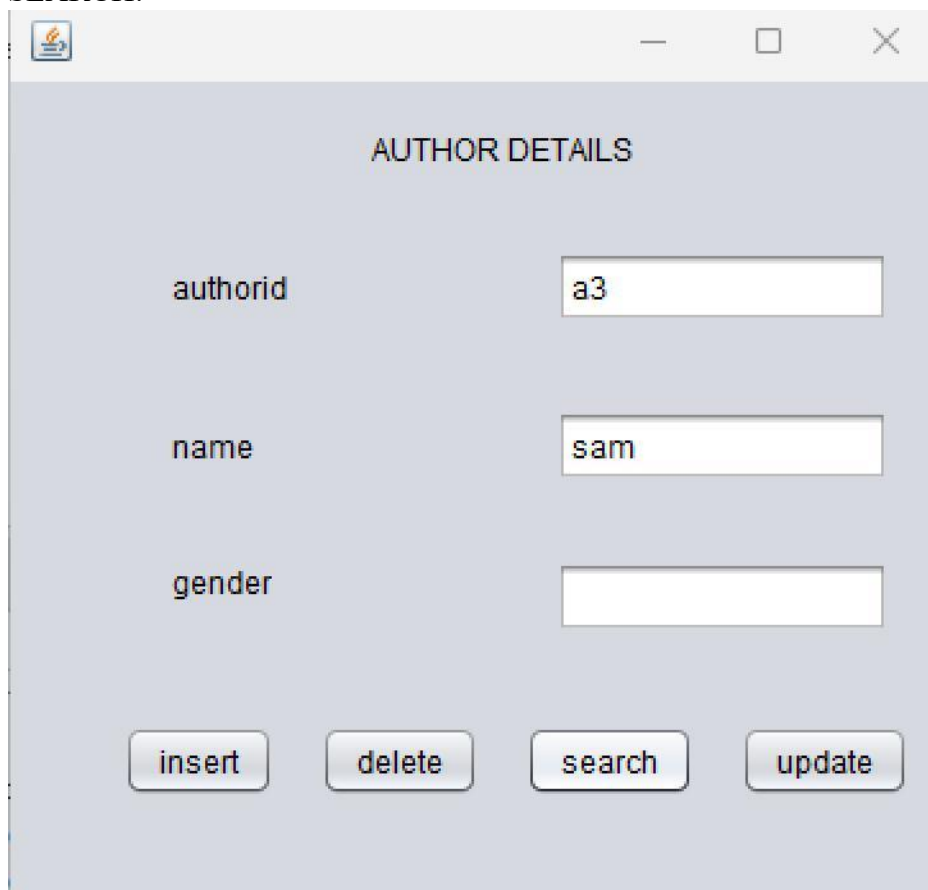 AUTHOR DETAILS
authorid a3
name sam
gender
insert delete search update